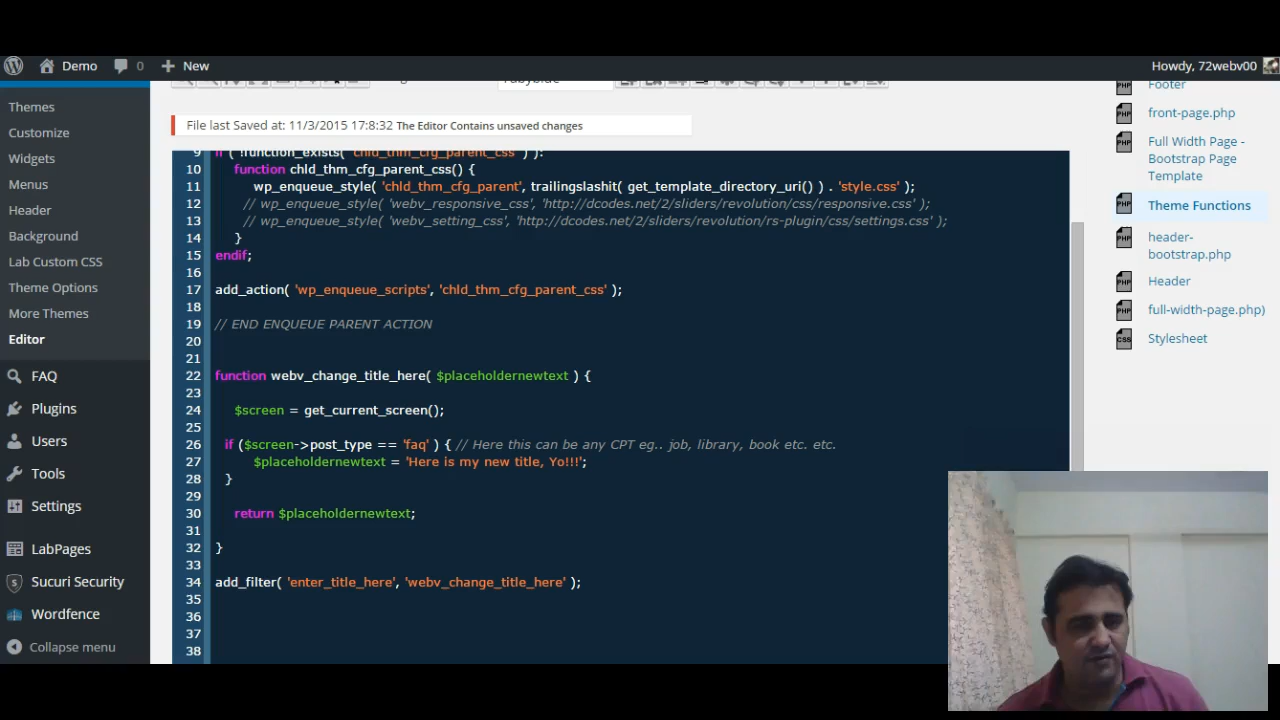 Demo 0 New Howdy, 72webv00
Themes
Customize
Widgets
Menus
Header
Background
Lab Custom CSS
Theme Options
More Themes
Editor
FAQ
Plugins
Users
Tools
Settings
LabPages
Sucuri Security
Wordfence
Collapse menu
File last Saved at: 11/3/2015 17:8:32 The Editor Contains unsaved changes
9 if ( !function_exists( 'chld_thm_cfg_parent_css' ) ):
10 function chld_thm_cfg_parent_css() {
11 wp_enqueue_style( 'chld_thm_cfg_parent', trailingslashit( get_template_directory_uri() ) . 'style.css' );
12 // wp_enqueue_style( 'webv_responsive_css', 'http://dcodes.net/2/sliders/revolution/css/responsive.css' );
13 // wp_enqueue_style( 'webv_setting_css', 'http://dcodes.net/2/sliders/revolution/rs-plugin/css/settings.css' );
14 }
15 endif;
16
17 add_action( 'wp_enqueue_scripts', 'chld_thm_cfg_parent_css' );
18
19 // END ENQUEUE PARENT ACTION
20
21
22 function webv_change_title_here( $placeholdernewtext ) {
23
24 $screen = get_current_screen();
25
26 if ($screen->post_type == 'faq' ) { // Here this can be any CPT eg.. job, library, book etc. etc.
27 $placeholdernewtext = 'Here is my new title, Yo!!!';
28 }
29
30 return $placeholdernewtext;
31
32 }
33
34 add_filter( 'enter_title_here', 'webv_change_title_here' );
35
36
37
38
Footer
front-page.php
Full Width Page -
Bootstrap Page
Template
Theme Functions
header-
bootstrap.php
Header
full-width-page.php)
Stylesheet